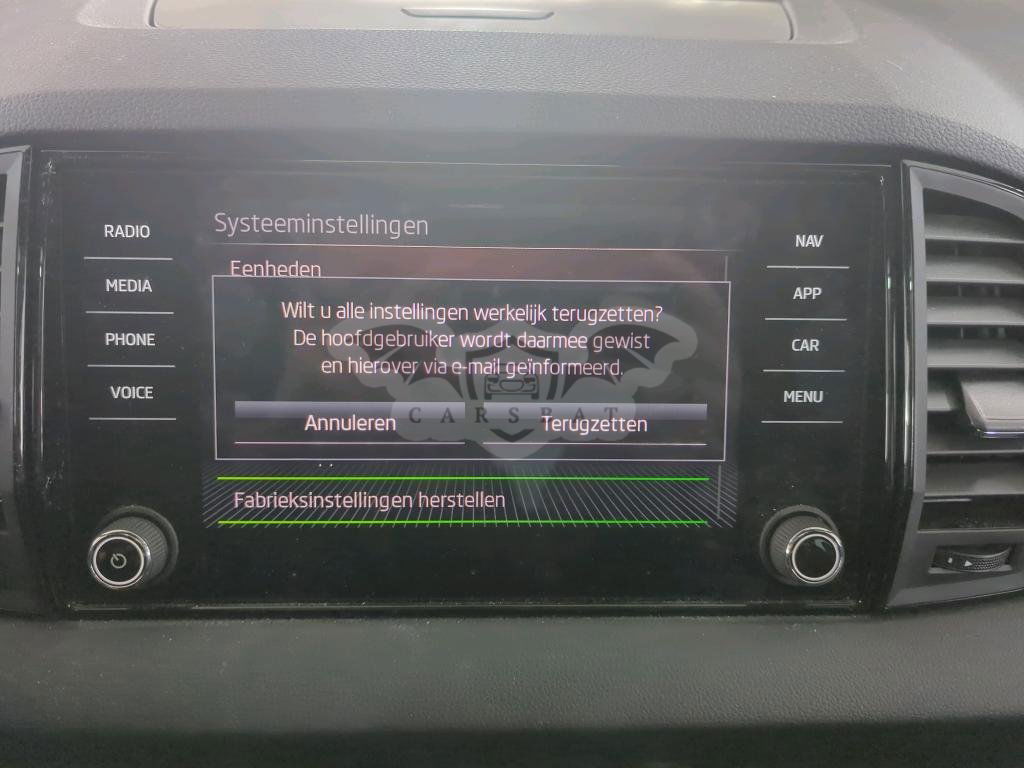 RADIO
MEDIA
PHONE
VOICE
Systeeminstellingen
Eenheden
Wilt u alle instellingen werkelijk terugzetten?
De hoofdgebruiker wordt daarmee gewist
en hierover via e-mail geïnformeerd.
Annuleren
Terugzetten
CARSBAT
Fabrieksinstellingen herstellen
NAV
APP
CAR
MENU